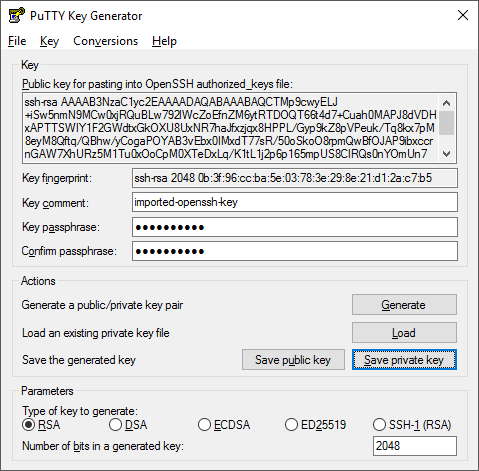 PuTTY Key Generator
File Key Conversions Help
Key
Public key for pasting into OpenSSH authorized_keys file:
ssh-rsa AAAAB3NzaC1yc2EAAAADAQABAAABAQCTMp9cwyELJ
+iSw5nmN9MCw0xjRQuBLw792lWcZoEfnZM6ytRTDOQT66t4d7+Cuah0MAPJ8dVDH
xAPTTSWIY1F2GWdtxGkOXU8UxNR7haJfxzjqx8HPPL/Gyp9kZ8pVPeuk/Tq8kx7pM
8eyM8Qftq/QBhw/yCogaPOYAB3vEbx0lMxdT77sR/50oSkoO8rpmQwBfOJAP9ibxccr
nGAW7XhURz5M1Tu0xOoCpM0XTeDxLq/K1tL1j2p6p165mpUS8ClRQs0nYOmUn7
Key fingerprint: ssh-rsa 2048 0b:3f:96:cc:ba:5e:03:78:3e:29:8e:21:d1:2a:c7:b5
Key comment: imported-openssh-key
Key passphrase: ●●●●●●●●●●
Confirm passphrase: ●●●●●●●●●●
Actions
Generate a public/private key pair Generate
Load an existing private key file Load
Save the generated key Save public key Save private key
Parameters
Type of key to generate:
RSA DSA ECDSA ED25519 SSH-1 (RSA)
Number of bits in a generated key: 2048